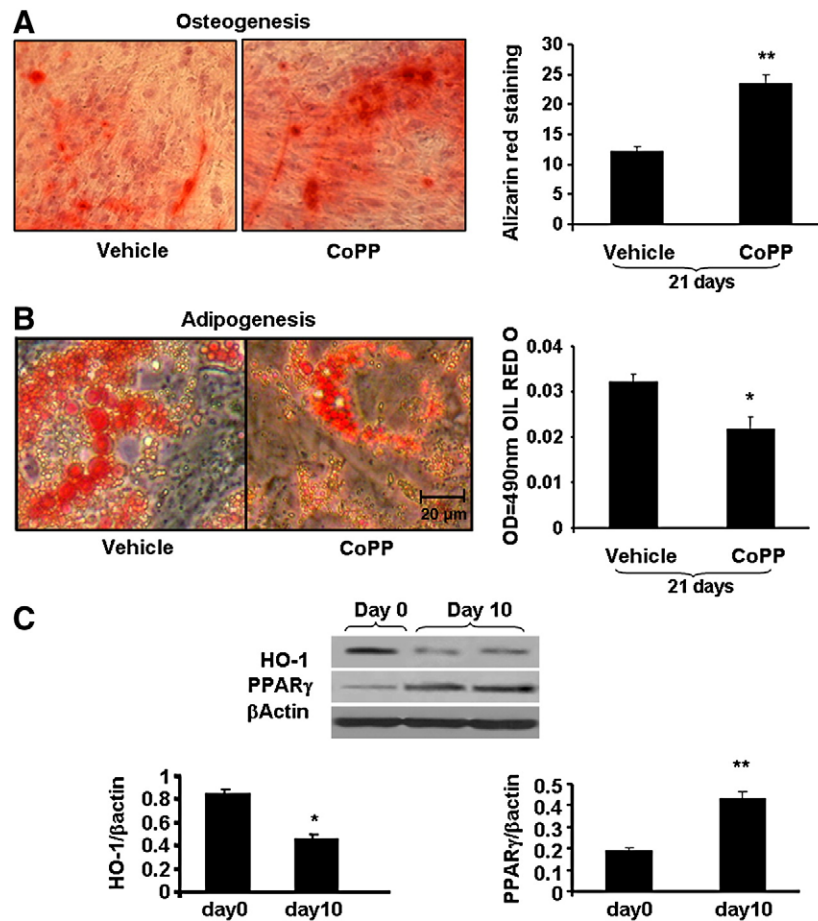 A
Osteogenesis
Vehicle
CoPP
Alizarin red staining
30
25
20
15
10
5
0
**
Vehicle
CoPP
21 days
B
Adipogenesis
20 µm
Vehicle
CoPP
OD=490nm OIL RED O
0.04
0.03
0.02
0.01
0
*
Vehicle
CoPP
21 days
C
Day 0
Day 10
HO-1
PPARγ
βActin
HO-1/βactin
1
0.8
0.6
0.4
0.2
0
*
day0
day10
PPARγ/βactin
0.5
0.4
0.3
0.2
0.1
0
**
day0
day10